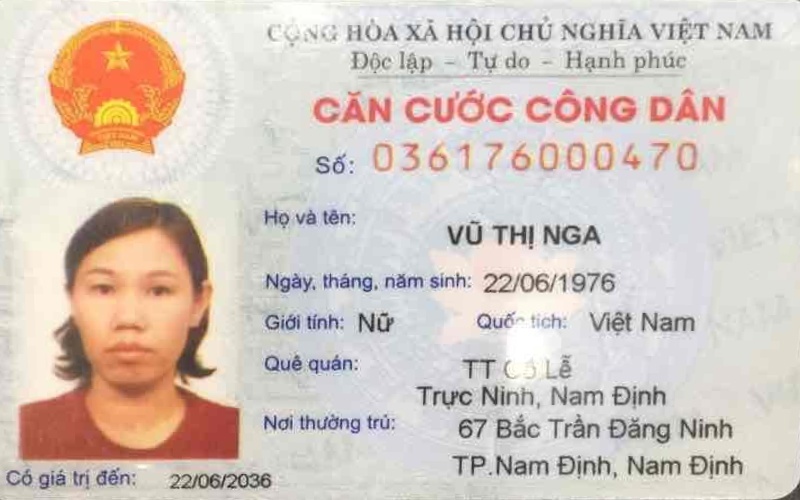 CỘNG HÒA XÃ HỘI CHỦ NGHĨA VIỆT NAM
Độc lập - Tự do - Hạnh phúc
CĂN CƯỚC CÔNG DÂN
Số: 036176000470
Họ và tên: VŨ THỊ NGA
Ngày, tháng, năm sinh: 22/06/1976
Giới tính: Nữ Quốc tịch: Việt Nam
Quê quán: TT Cổ Lễ
Trực Ninh, Nam Định
Nơi thường trú: 67 Bắc Trần Đăng Ninh
TP.Nam Định, Nam Định
Có giá trị đến: 22/06/2036